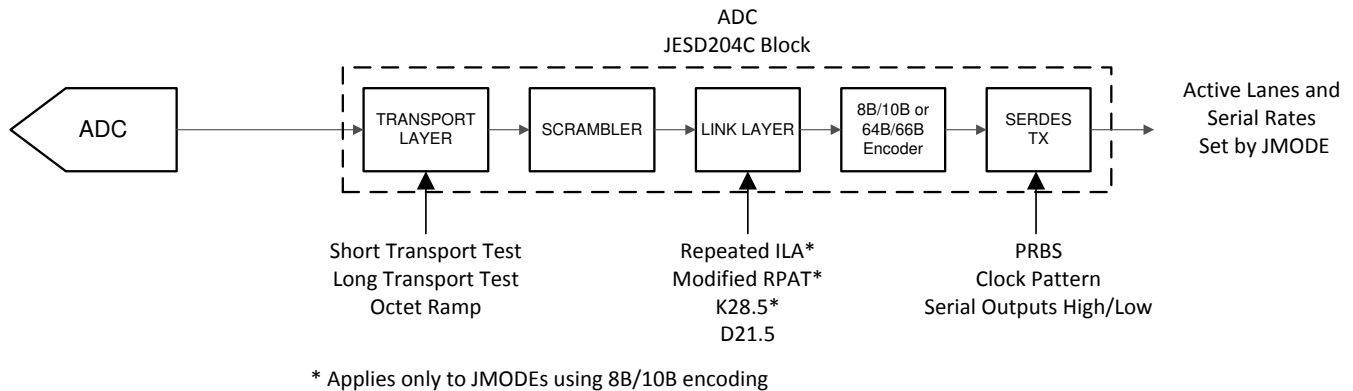 ADC
JESD204C Block
ADC
TRANSPORT
LAYER
SCRAMBLER
LINK LAYER
8B/10B or
64B/66B
Encoder
SERDES
TX
Active Lanes and
Serial Rates
Set by JMODE
Short Transport Test
Long Transport Test
Octet Ramp
Repeated ILA*
Modified RPAT*
K28.5*
D21.5
PRBS
Clock Pattern
Serial Outputs High/Low
* Applies only to JMODEs using 8B/10B encoding